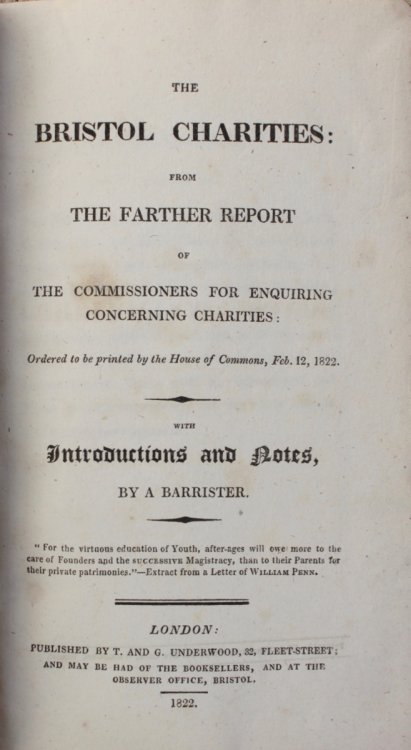 THE
BRISTOL CHARITIES:
FROM
THE FARTHER REPORT
OF
THE COMMISSIONERS FOR ENQUIRING
CONCERNING CHARITIES:
Ordered to be printed by the House of Commons, Feb. 12, 1822.
WITH
Introductions and Notes,
BY A BARRISTER.
" For the virtuous education of Youth, after-ages will owe more to the
care of Founders and the SUCCESSIVE Magistracy, than to their Parents for
their private patrimonies."—Extract from a Letter of WILLIAM PENN.
LONDON:
PUBLISHED BY T. AND G. UNDERWOOD, 32, FLEET-STREET;
AND MAY BE HAD OF THE BOOKSELLERS, AND AT THE
OBSERVER OFFICE, BRISTOL.
1822.